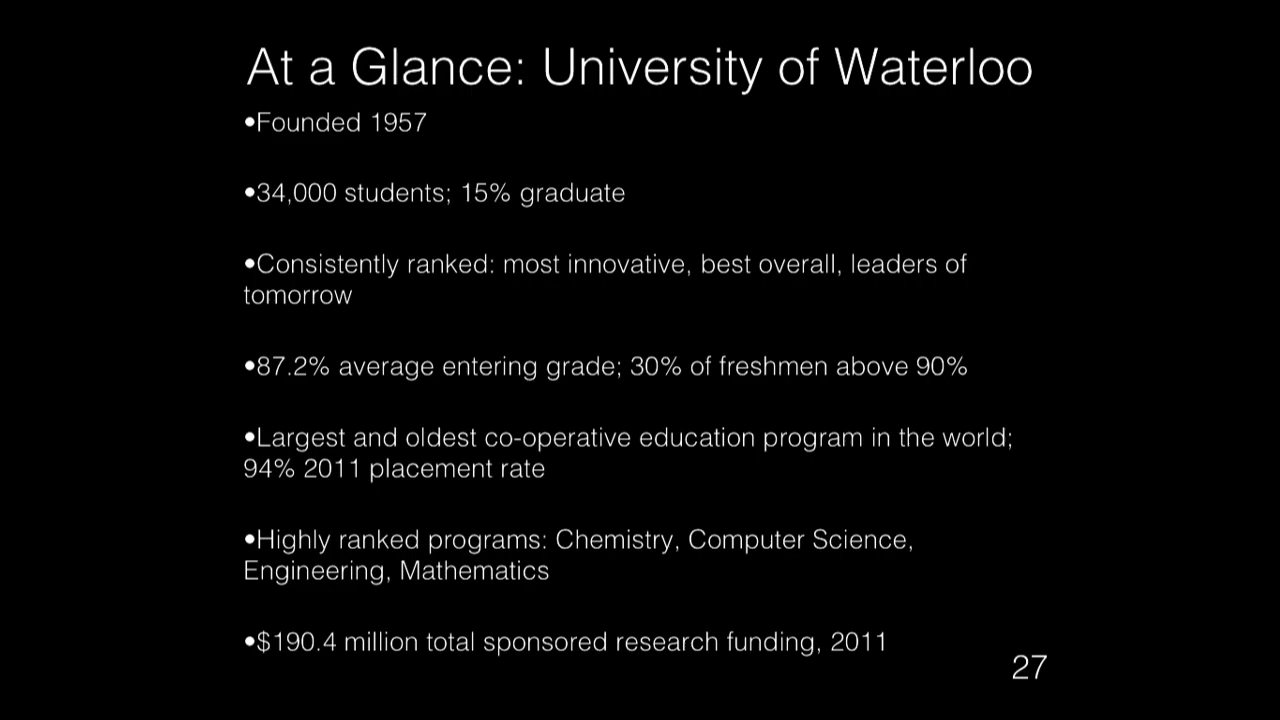 At a Glance: University of Waterloo
•Founded 1957
•34,000 students; 15% graduate
•Consistently ranked: most innovative, best overall, leaders of
tomorrow
•87.2% average entering grade; 30% of freshmen above 90%
•Largest and oldest co-operative education program in the world;
94% 2011 placement rate
•Highly ranked programs: Chemistry, Computer Science,
Engineering, Mathematics
•$190.4 million total sponsored research funding, 2011
27